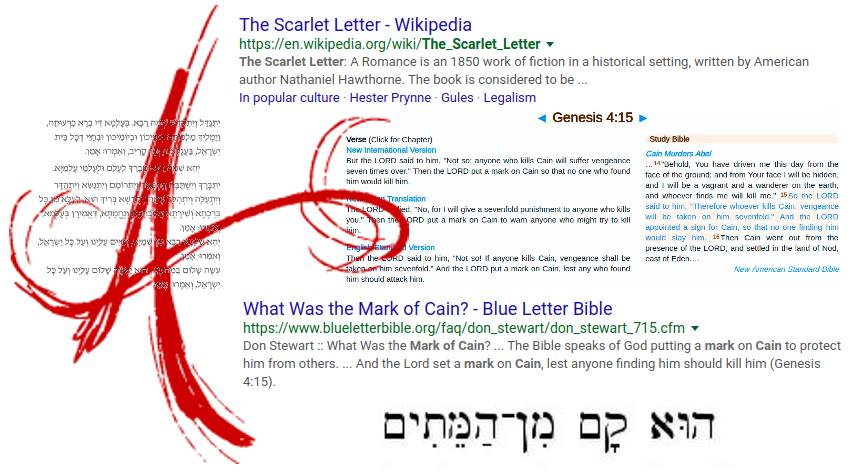 The Scarlet Letter - Wikipedia
https://en.wikipedia.org/wiki/The_Scarlet_Letter
The Scarlet Letter: A Romance is an 1850 work of fiction in a historical setting, written by American
author Nathaniel Hawthorne. The book is considered to be ...
In popular culture · Hester Prynne · Gules · Legalism
Genesis 4:15
Verse (Click for Chapter)
New International Version
But the LORD said to him, "Not so; anyone who kills Cain will suffer vengeance
seven times over." Then the LORD put a mark on Cain so that no one who found
him would kill him.
Translation
The LORD replied, "No, for I will give a sevenfold punishment to anyone who kills
you." Then the LORD put a mark on Cain to warn anyone who might try to kill
him.
English Standard Version
Then the LORD said to him, "Not so! If anyone kills Cain, vengeance shall be
taken on him sevenfold." And the LORD put a mark on Cain, lest any who found
him should attack him.
Study Bible
Cain Murders Abel
…14"Behold, You have driven me this day from the
face of the ground; and from Your face I will be hidden,
and I will be a vagrant and a wanderer on the earth,
and whoever finds me will kill me." 15So the LORD
said to him, "Therefore whoever kills Cain, vengeance
will be taken on him sevenfold." And the LORD
appointed a sign for Cain, so that no one finding him
would slay him. 16Then Cain went out from the
presence of the LORD, and settled in the land of Nod,
east of Eden.…
New American Standard Bible
יִתְגַּדַּל רַבָּא. בְּעָלְמָא דִּי בְרָא כִרְעוּתֵהּ,
דְכָל בֵּית
יִשְׂרָאֵל, קָרִיב, וְאִמְרוּ אָמֵן.
לְעָלַם וּלְעָלְמֵי עָלְמַיָּא.
וְיִתְנַשֵּׂא וְיִתְהַדָּר
וְאִמְרוּ אָמֵן.
עָלֵינוּ וְעַל כָּל יִשְׂרָאֵל,
וְאִמְרוּ אָמֵן.
עוֹשֶׂה שָׁלוֹם שָׁלוֹם עָלֵינוּ וְעַל כָּל
יִשְׂרָאֵל, וְאִמְרוּ אָמֵן.
What Was the Mark of Cain? - Blue Letter Bible
https://www.blueletterbible.org/faq/don_stewart/don_stewart_715.cfm
Don Stewart :: What Was the Mark of Cain? ... The Bible speaks of God putting a mark on Cain to protect
him from others. ... And the Lord set a mark on Cain, lest anyone finding him should kill him (Genesis
4:15).
הוּא קָם מִן־הַמֵּתִים